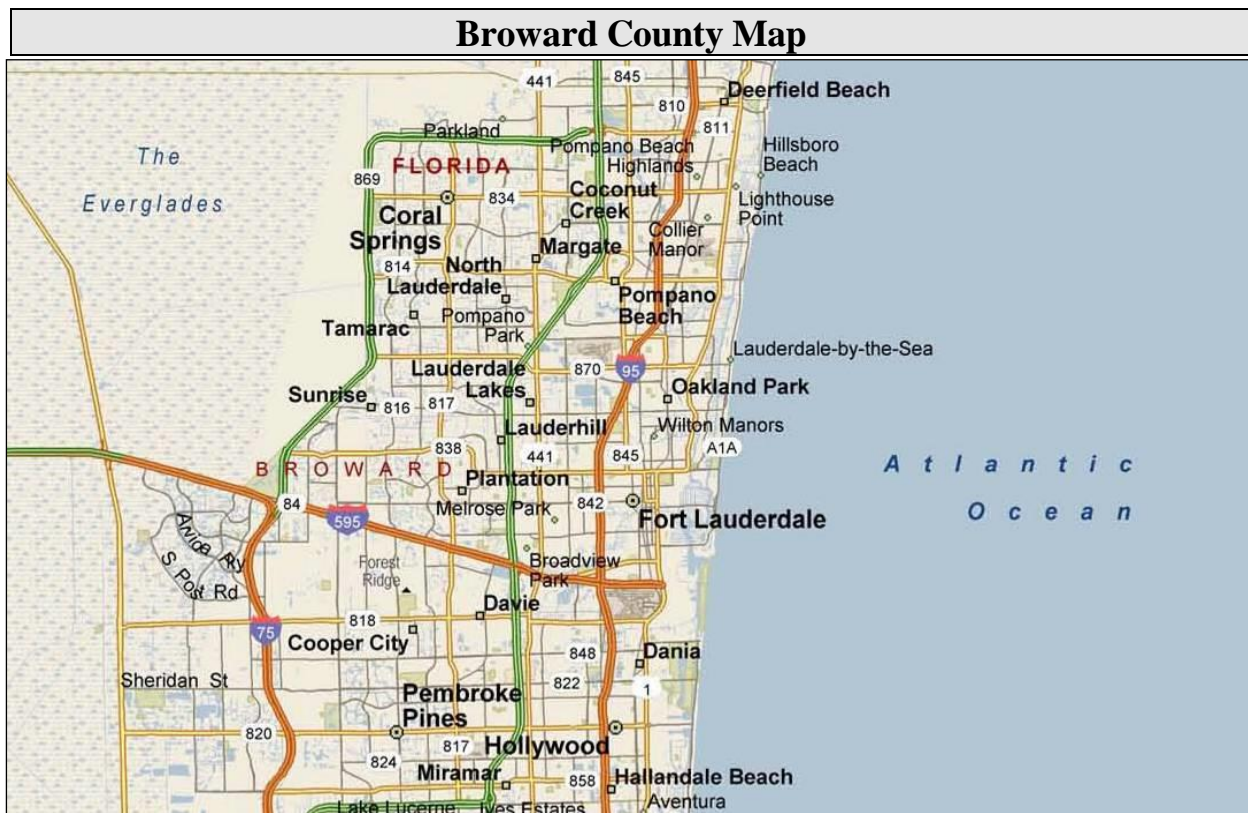 Broward County Map
441
845
Deerfield Beach
810
811
Parkland
Pompano Beach
Highlands
Hillsboro
Beach
The
Everglades
FLORIDA
869
834
Coconut
Creek
Lighthouse
Point
Coral
Springs
Collier
Manor
Margate
814
North
Lauderdale
Pompano
Beach
Tamarac
Pompano
Park
Lauderdale-by-the-Sea
Lauderdale
Lakes
870
95
Oakland Park
Sunrise
816
817
Lauderhill
Wilton Manors
838
441
845
A1A
BROWARD
Atlantic
Ocean
Plantation
84
595
Melrose Park
842
Fort Lauderdale
Forest
Ridge
Broadview
Park
S Post Rd
Davie
818
75
Cooper City
848
Dania
Sheridan St
822
1
Pembroke
Pines
820
817
Hollywood
824
Miramar
858
Hallandale Beach
Lake Lucerne
Ives Estates
Aventura